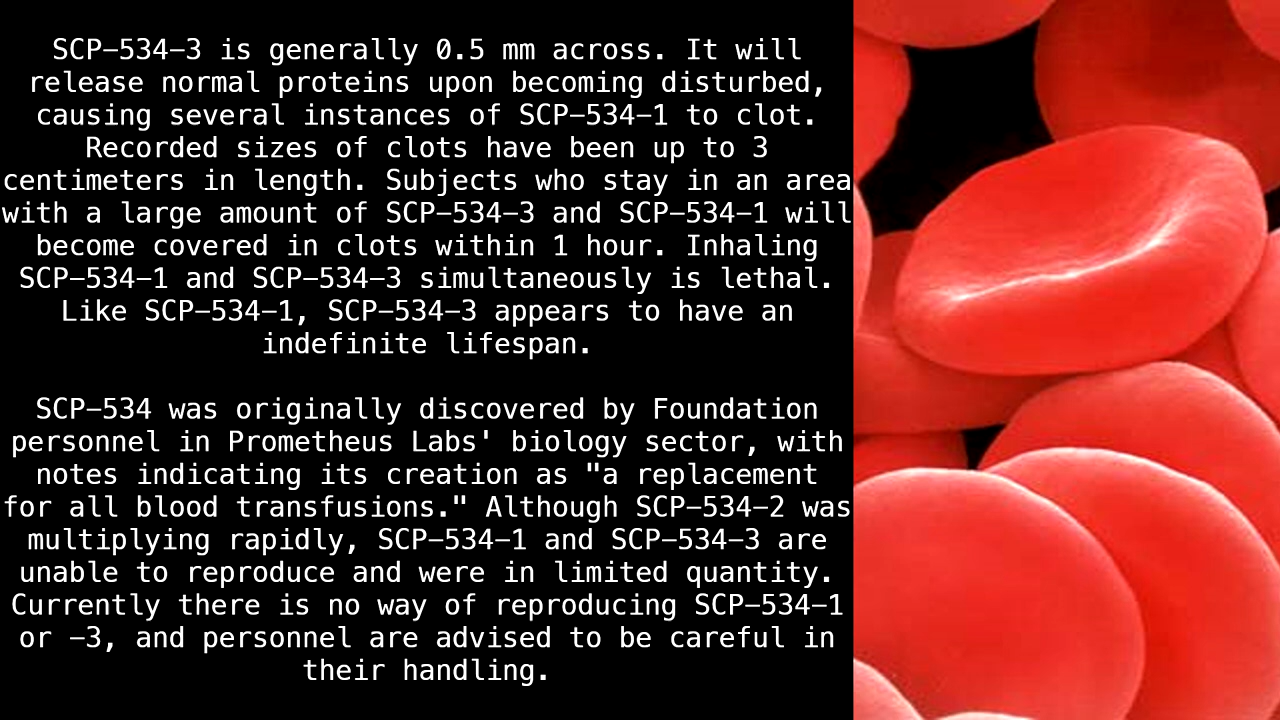 SCP-534-3 is generally 0.5 mm across. It will
release normal proteins upon becoming disturbed,
causing several instances of SCP-534-1 to clot.
Recorded sizes of clots have been up to 3
centimeters in length. Subjects who stay in an area
with a large amount of SCP-534-3 and SCP-534-1 will
become covered in clots within 1 hour. Inhaling
SCP-534-1 and SCP-534-3 simultaneously is lethal.
Like SCP-534-1, SCP-534-3 appears to have an
indefinite lifespan.
SCP-534 was originally discovered by Foundation
personnel in Prometheus Labs' biology sector, with
notes indicating its creation as "a replacement
for all blood transfusions." Although SCP-534-2 was
multiplying rapidly, SCP-534-1 and SCP-534-3 are
unable to reproduce and were in limited quantity.
Currently there is no way of reproducing SCP-534-1
or -3, and personnel are advised to be careful in
their handling.